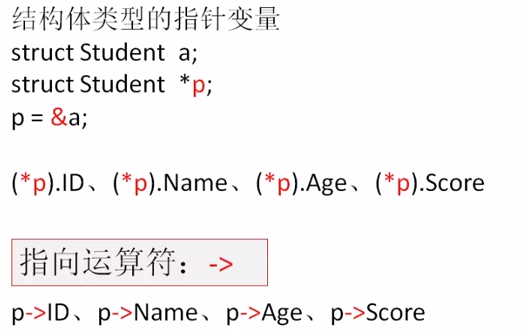 结构体类型的指针变量
struct Student  a;
struct Student  *p;
p = &a;
(*p).ID、(*p).Name、(*p).Age、(*p).Score
指向运算符：->
p->ID、p->Name、p->Age、p->Score